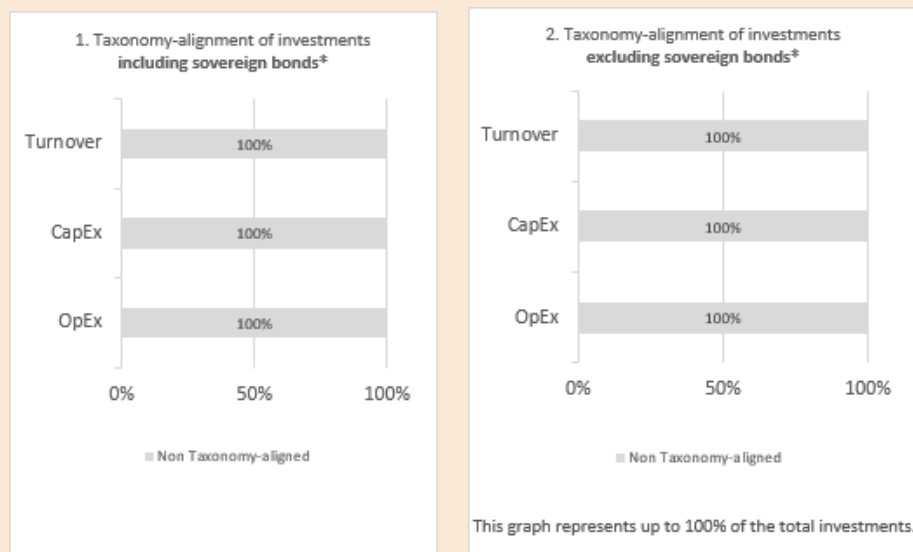 1. Taxonomy-alignment of investments
including sovereign bonds*
Turnover
100%
CapEx
100%
OpEx
100%
0%
50%
100%
Non Taxonomy-aligned
2. Taxonomy-alignment of investments
excluding sovereign bonds*
Turnover
100%
CapEx
100%
OpEx
100%
0%
50%
100%
Non Taxonomy-aligned
This graph represents up to 100% of the total investments.